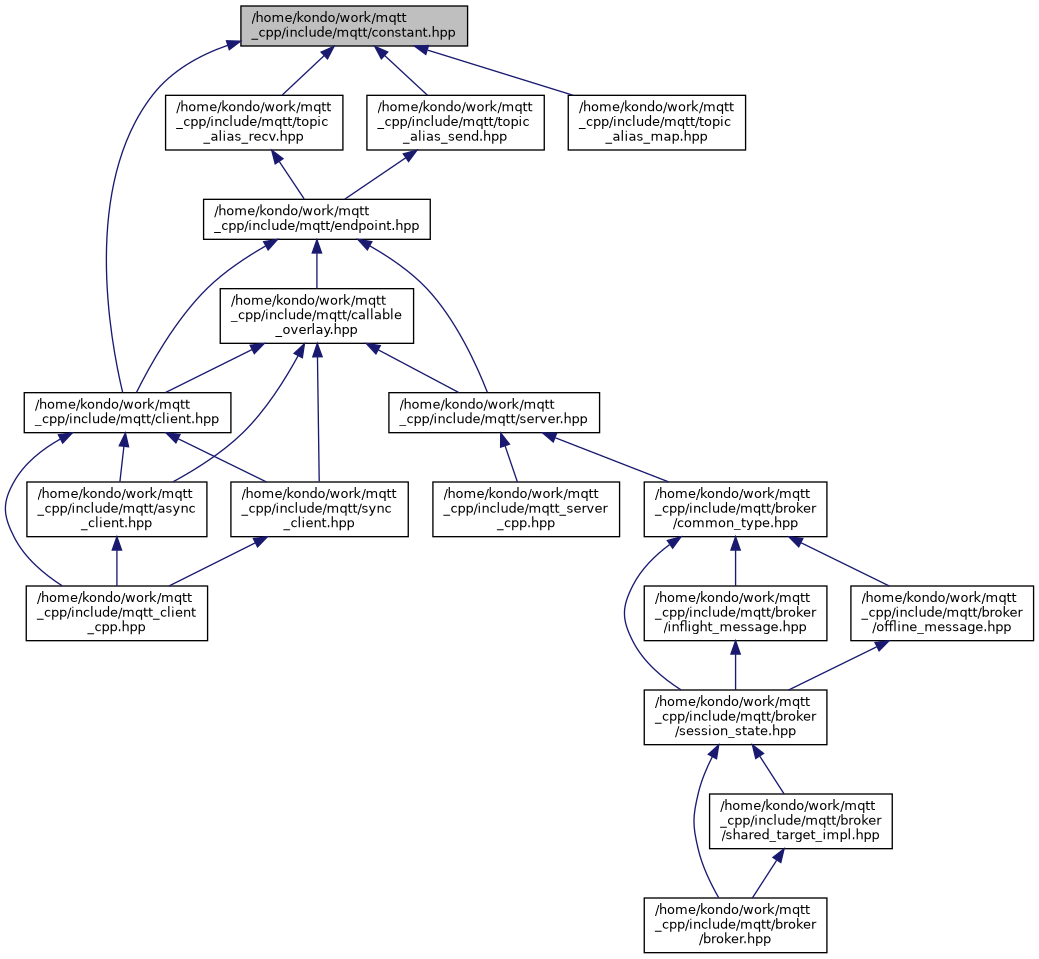 /home/kondo/work/mqtt
_cpp/include/mqtt/constant.hpp
/home/kondo/work/mqtt
_cpp/include/mqtt/topic
_alias_recv.hpp
/home/kondo/work/mqtt
_cpp/include/mqtt/topic
_alias_send.hpp
/home/kondo/work/mqtt
_cpp/include/mqtt/topic
_alias_map.hpp
/home/kondo/work/mqtt
_cpp/include/mqtt/endpoint.hpp
/home/kondo/work/mqtt
_cpp/include/mqtt/callable
_overlay.hpp
/home/kondo/work/mqtt
_cpp/include/mqtt/client.hpp
/home/kondo/work/mqtt
_cpp/include/mqtt/server.hpp
/home/kondo/work/mqtt
_cpp/include/mqtt/async
_client.hpp
/home/kondo/work/mqtt
_cpp/include/mqtt/sync
_client.hpp
/home/kondo/work/mqtt
_cpp/include/mqtt_server
_cpp.hpp
/home/kondo/work/mqtt
_cpp/include/mqtt/broker
/common_type.hpp
/home/kondo/work/mqtt
_cpp/include/mqtt_client
_cpp.hpp
/home/kondo/work/mqtt
_cpp/include/mqtt/broker
/inflight_message.hpp
/home/kondo/work/mqtt
_cpp/include/mqtt/broker
/offline_message.hpp
/home/kondo/work/mqtt
_cpp/include/mqtt/broker
/session_state.hpp
/home/kondo/work/mqtt
_cpp/include/mqtt/broker
/shared_target_impl.hpp
/home/kondo/work/mqtt
_cpp/include/mqtt/broker
/broker.hpp